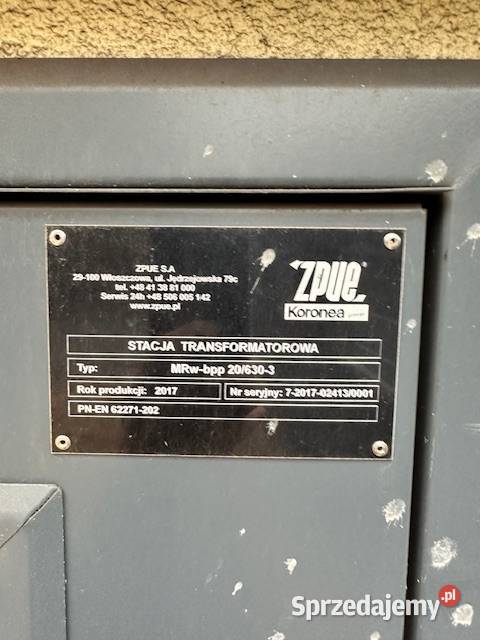 ZPUE S.A
29-100 Włoszczowa, ul. Jędrzejowska 79c
tel. +48 41 38 81 000
Serwis 24h +48 506 005 142
www.zpue.pl
ZPUE®
Koronea
STACJA TRANSFORMATOROWA
Typ: MRw-bpp 20/630-3
Rok produkcji: 2017 Nr seryjny: 7-2017-02413/0001
PN-EN 62271-202
Sprzedajemy.pl